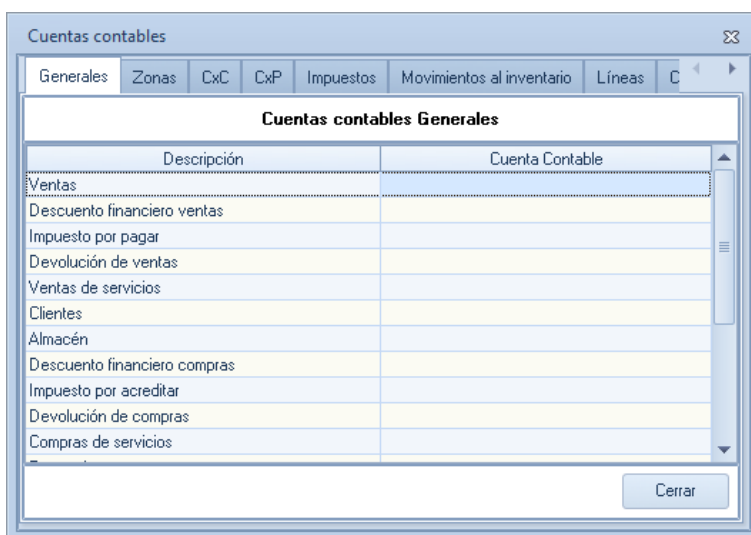 Cuentas contables
Generales Zonas CxC CxP Impuestos Movimientos al inventario Líneas C
Cuentas contables Generales
Descripción Cuenta Contable
Ventas
Descuento financiero ventas
Impuesto por pagar
Devolución de ventas
Ventas de servicios
Clientes
Almacén
Descuento financiero compras
Impuesto por acreditar
Devolución de compras
Compras de servicios
Cerrar